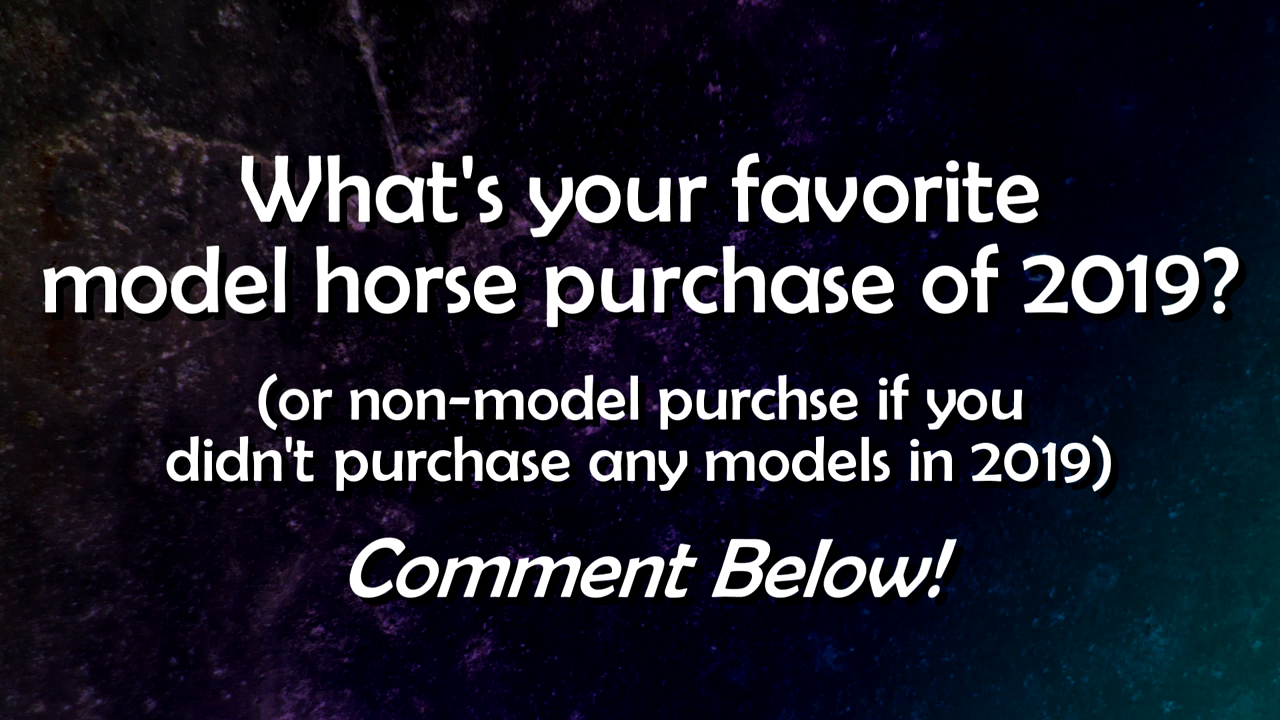 What's your favorite
model horse purchase of 2019?
(or non-model purchse if you
didn't purchase any models in 2019)
Comment Below!